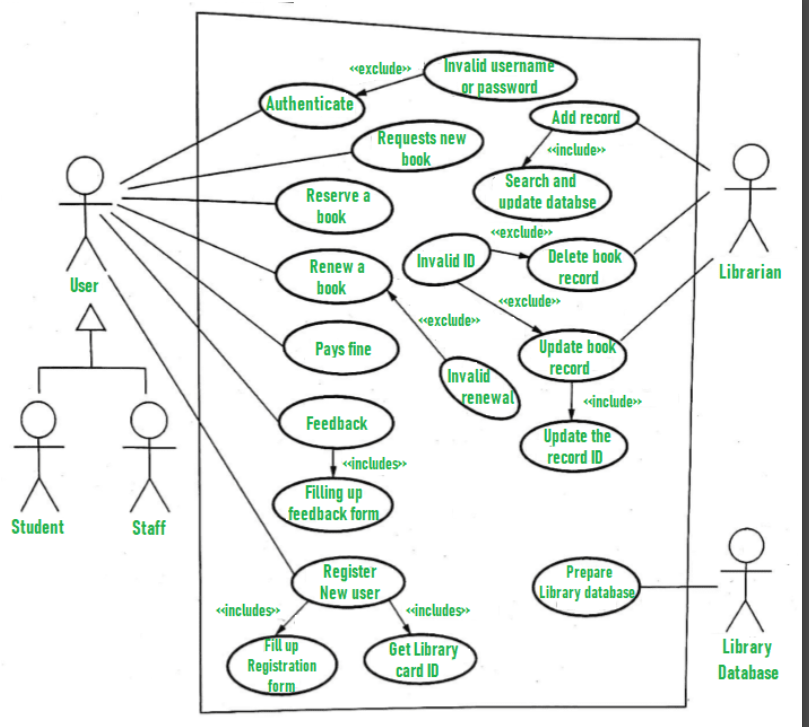 Invalid username
or password
<<exclude>>
Authenticate
Add record
Requests new
book
<<include>>
Search and
update databse
Reserve a
book
<<exclude>>
Invalid ID
Delete book
record
Librarian
User
Renew a
book
<<exclude>>
<<exclude>>
Pays fine
Update book
record
Invalid
renewal
<<include>>
Feedback
Update the
record ID
<<includes>>
Filling up
feedback form
Student
Staff
Register
New user
Prepare
Library database
<<includes>>
<<includes>>
Fill up
Registration
form
Get Library
card ID
Library
Database